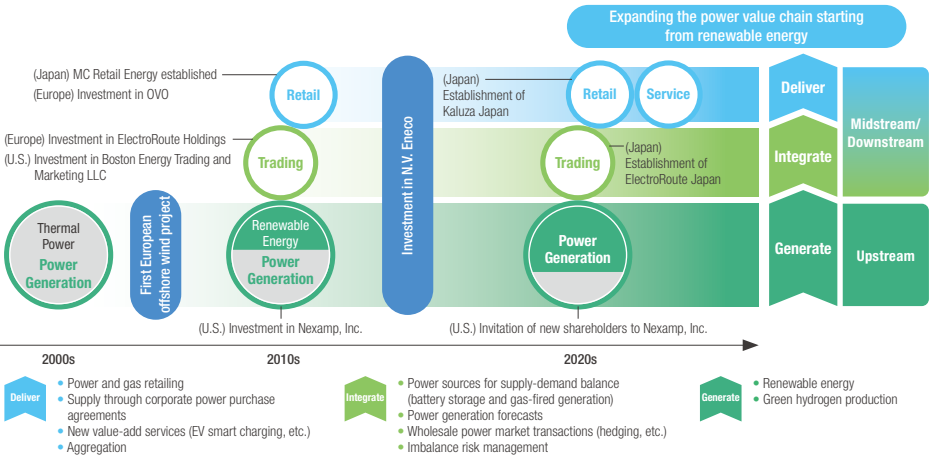 Expanding the power value chain starting
from renewable energy
(Japan) MC Retail Energy established
(Europe) Investment in OVO
Retail
Investment in N.V. Eneco
(Japan)
Establishment of
Kaluza Japan
Retail
Service
Deliver
Midstream/
Downstream
(Europe) Investment in ElectroRoute Holdings
(U.S.) Investment in Boston Energy Trading and
Marketing LLC
Trading
Trading
(Japan)
Establishment of
ElectroRoute Japan
Integrate
Thermal
Power
Power
Generation
First European
offshore wind project
Renewable
Energy
Power
Generation
Power
Generation
Generate
Upstream
(U.S.) Investment in Nexamp, Inc.
(U.S.) Invitation of new shareholders to Nexamp, Inc.
2000s
2010s
2020s
Deliver
• Power and gas retailing
• Supply through corporate power purchase
agreements
• New value-add services (EV smart charging, etc.)
• Aggregation
Integrate
• Power sources for supply-demand balance
(battery storage and gas-fired generation)
• Power generation forecasts
• Wholesale power market transactions (hedging, etc.)
• Imbalance risk management
Generate
• Renewable energy
• Green hydrogen production